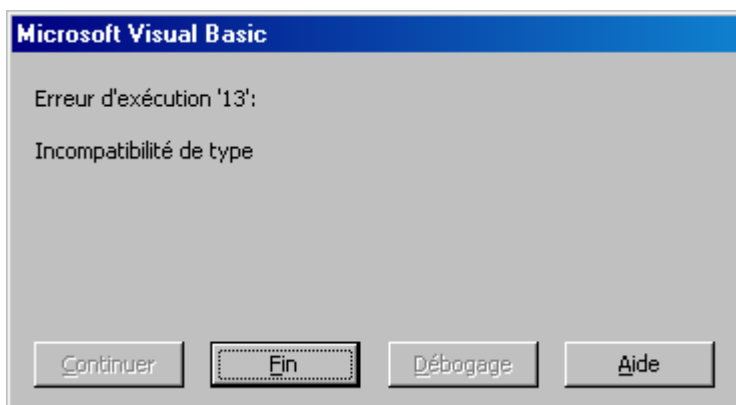 Microsoft Visual Basic
Erreur d'exécution '13':
Incompatibilité de type
Continuer Fin Débogage Aide